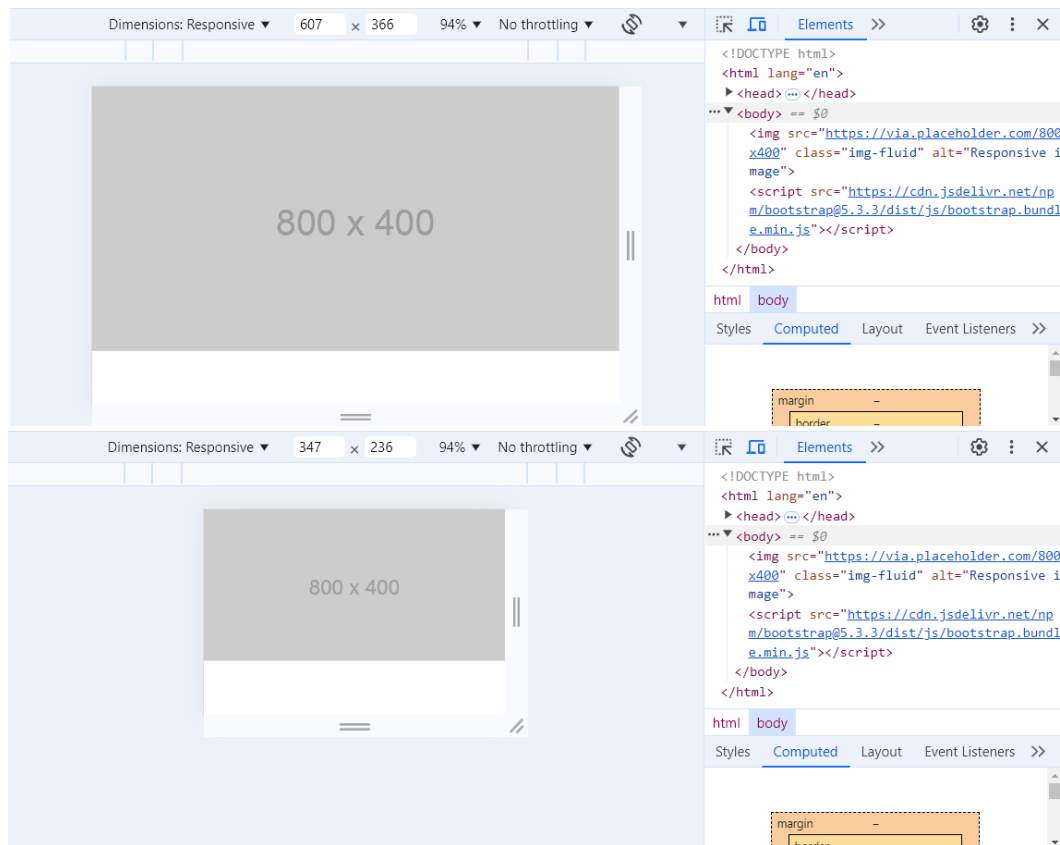 Dimensions: Responsive ▼ 607 × 366 94% ▼ No throttling ▼ ▼ Elements
<!DOCTYPE html>
<html lang="en">
<head> ⋯ </head>
⋯ <body> == $0
<img src="https://via.placeholder.com/800
x400" class="img-fluid" alt="Responsive i
mage">
<script src="https://cdn.jsdelivr.net/np
m/bootstrap@5.3.3/dist/js/bootstrap.bundl
e.min.js"></script>
</body>
</html>
800 x 400
html body
Styles Computed Layout Event Listeners
margin –
border –
Dimensions: Responsive ▼ 347 × 236 94% ▼ No throttling ▼ ▼ Elements
<!DOCTYPE html>
<html lang="en">
<head> ⋯ </head>
⋯ <body> == $0
<img src="https://via.placeholder.com/800
x400" class="img-fluid" alt="Responsive i
mage">
<script src="https://cdn.jsdelivr.net/np
m/bootstrap@5.3.3/dist/js/bootstrap.bundl
e.min.js"></script>
</body>
</html>
800 x 400
html body
Styles Computed Layout Event Listeners
margin –